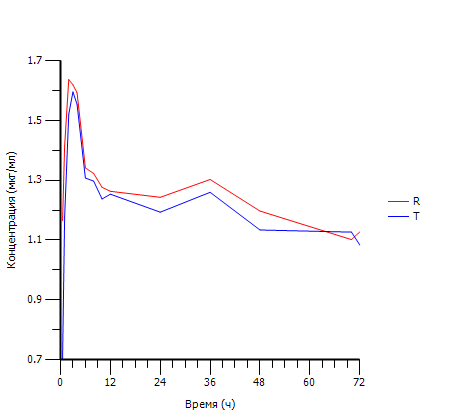 1.7
1.5
1.3
1.1
0.9
0.7
0 12 24 36 48 60 72
Концентрация (мкг/мл)
Время (ч)
R
T